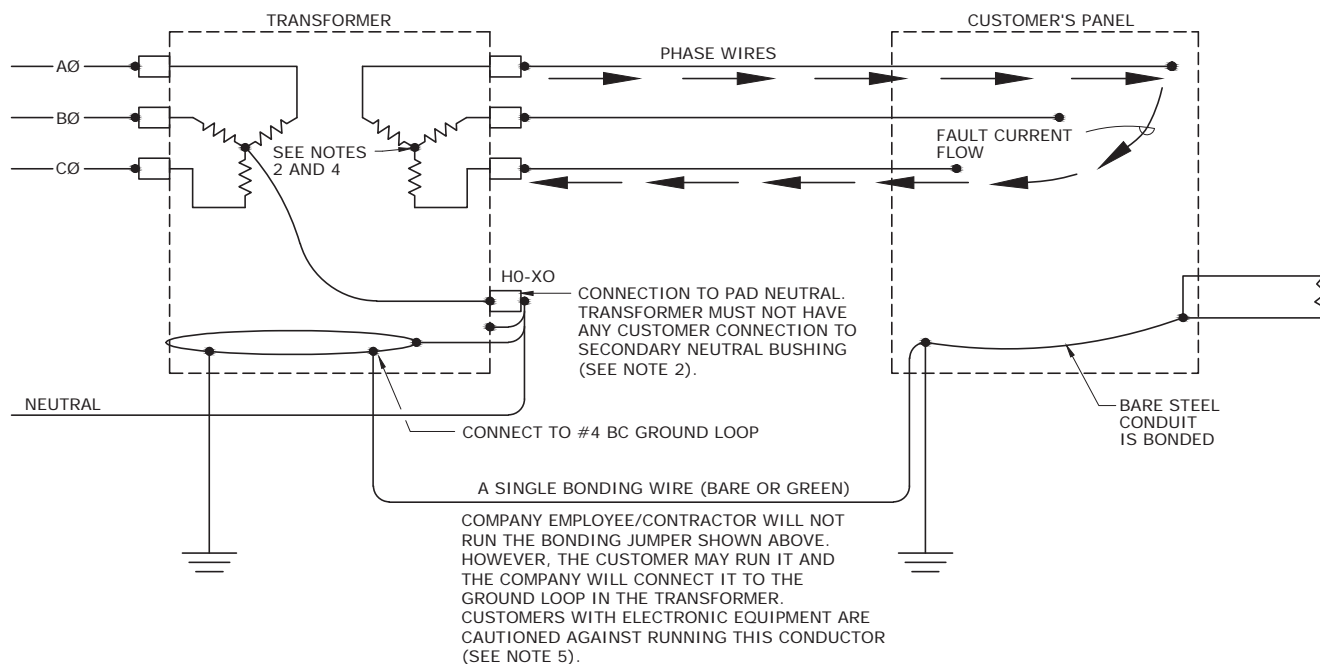 TRANSFORMER
CUSTOMER'S PANEL
PHASE WIRES
AØ
BØ
CØ
SEE NOTES
2 AND 4
FAULT CURRENT
FLOW
H0-XO
CONNECTION TO PAD NEUTRAL.
TRANSFORMER MUST NOT HAVE
ANY CUSTOMER CONNECTION TO
SECONDARY NEUTRAL BUSHING
(SEE NOTE 2).
NEUTRAL
CONNECT TO #4 BC GROUND LOOP
BARE STEEL
CONDUIT
IS BONDED
A SINGLE BONDING WIRE (BARE OR GREEN)
COMPANY EMPLOYEE/CONTRACTOR WILL NOT
RUN THE BONDING JUMPER SHOWN ABOVE.
HOWEVER, THE CUSTOMER MAY RUN IT AND
THE COMPANY WILL CONNECT IT TO THE
GROUND LOOP IN THE TRANSFORMER.
CUSTOMERS WITH ELECTRONIC EQUIPMENT ARE
CAUTIONED AGAINST RUNNING THIS CONDUCTOR
(SEE NOTE 5).